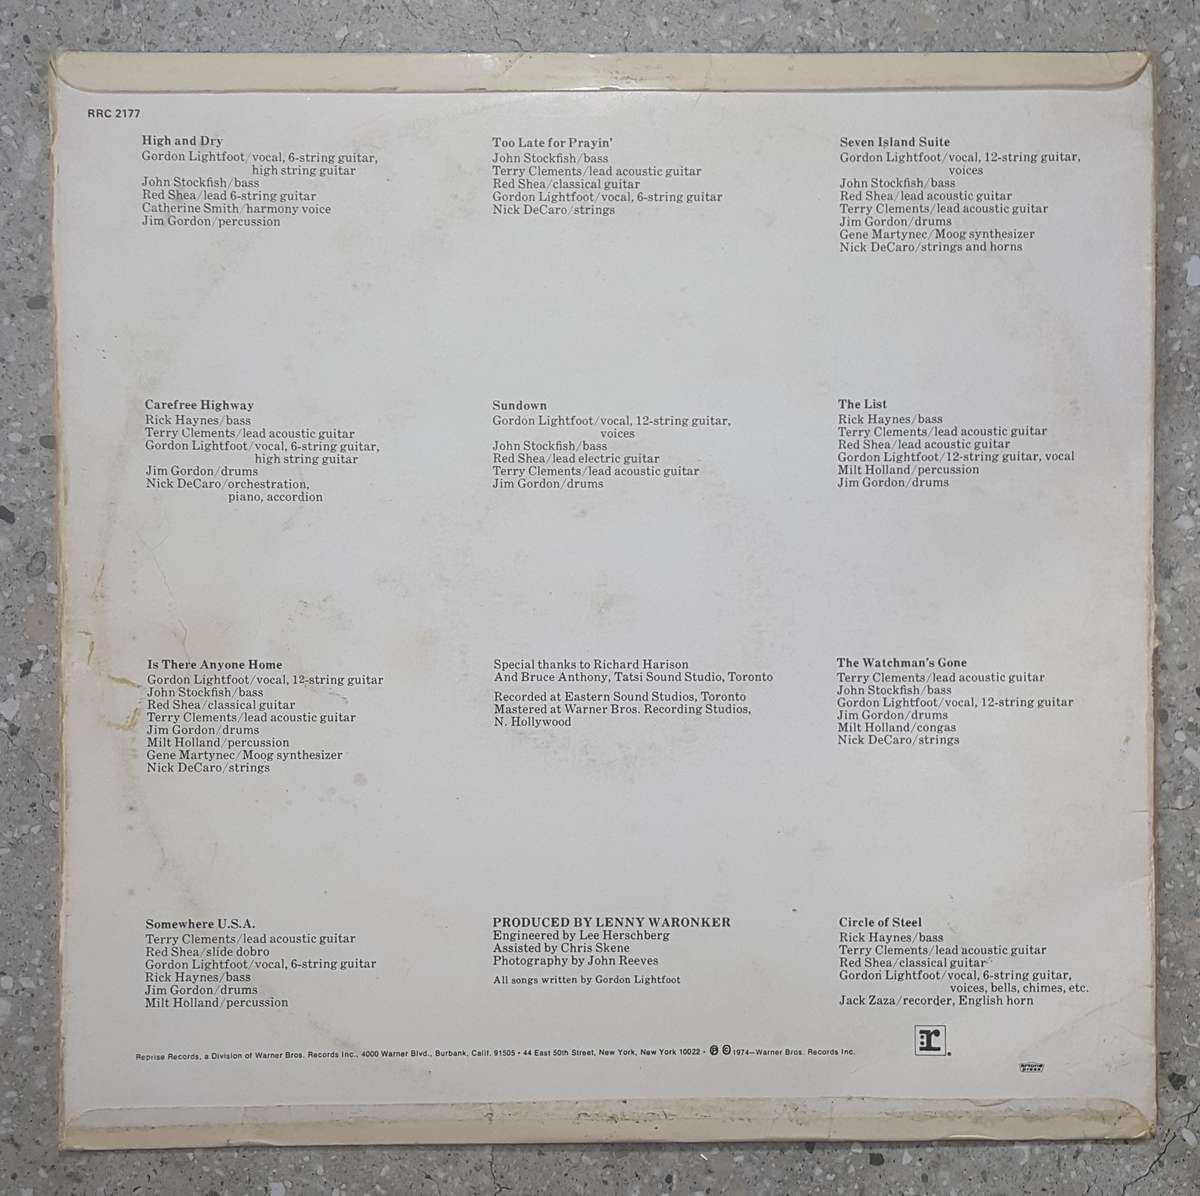 RRC 2177
High and Dry
Gordon Lightfoot/vocal, 6-string guitar,
high string guitar
John Stockfish/bass
Red Shea/lead 6-string guitar
Catherine Smith/harmony voice
Jim Gordon/percussion
Too Late for Prayin'
John Stockfish/bass
Terry Clements/lead acoustic guitar
Red Shea/classical guitar
Gordon Lightfoot/vocal, 6-string guitar
Nick DeCaro/strings
Seven Island Suite
Gordon Lightfoot/vocal, 12-string guitar,
voices
John Stockfish/bass
Red Shea/lead acoustic guitar
Terry Clements/lead acoustic guitar
Jim Gordon/drums
Gene Martynec/Moog synthesizer
Nick DeCaro/strings and horns
Carefree Highway
Rick Haynes/bass
Terry Clements/lead acoustic guitar
Gordon Lightfoot/vocal, 6-string guitar,
high string guitar
Jim Gordon/drums
Nick DeCaro/orchestration,
piano, accordion
Sundown
Gordon Lightfoot/vocal, 12-string guitar,
voices
John Stockfish/bass
Red Shea/lead electric guitar
Terry Clements/lead acoustic guitar
Jim Gordon/drums
The List
Rick Haynes/bass
Terry Clements/lead acoustic guitar
Red Shea/lead acoustic guitar
Gordon Lightfoot/12-string guitar, vocal
Milt Holland/percussion
Jim Gordon/drums
Is There Anyone Home
Gordon Lightfoot/vocal, 12-string guitar
John Stockfish/bass
Red Shea/classical guitar
Terry Clements/lead acoustic guitar
Jim Gordon/drums
Milt Holland/percussion
Gene Martynec/Moog synthesizer
Nick DeCaro/strings
Special thanks to Richard Harison
And Bruce Anthony, Tatsi Sound Studio, Toronto
Recorded at Eastern Sound Studios, Toronto
Mastered at Warner Bros. Recording Studios,
N. Hollywood
The Watchman's Gone
Terry Clements/lead acoustic guitar
John Stockfish/bass
Gordon Lightfoot/vocal, 12-string guitar
Jim Gordon/drums
Milt Holland/congas
Nick DeCaro/strings
Somewhere U.S.A.
Terry Clements/lead acoustic guitar
Red Shea/slide dobro
Gordon Lightfoot/vocal, 6-string guitar
Rick Haynes/bass
Jim Gordon/drums
Milt Holland/percussion
PRODUCED BY LENNY WARONKER
Engineered by Lee Herschberg
Assisted by Chris Skene
Photography by John Reeves
All songs written by Gordon Lightfoot
Circle of Steel
Rick Haynes/bass
Terry Clements/lead acoustic guitar
Red Shea/classical guitar
Gordon Lightfoot/vocal, 6-string guitar,
voices, bells, chimes, etc.
Jack Zaza/recorder, English horn
r
Reprise Records, a Division of Warner Bros. Records Inc., 4000 Warner Blvd., Burbank, Calif. 91505 • 44 East 50th Street, New York, New York 10022 • ℗ © 1974—Warner Bros. Records Inc.
artone
press